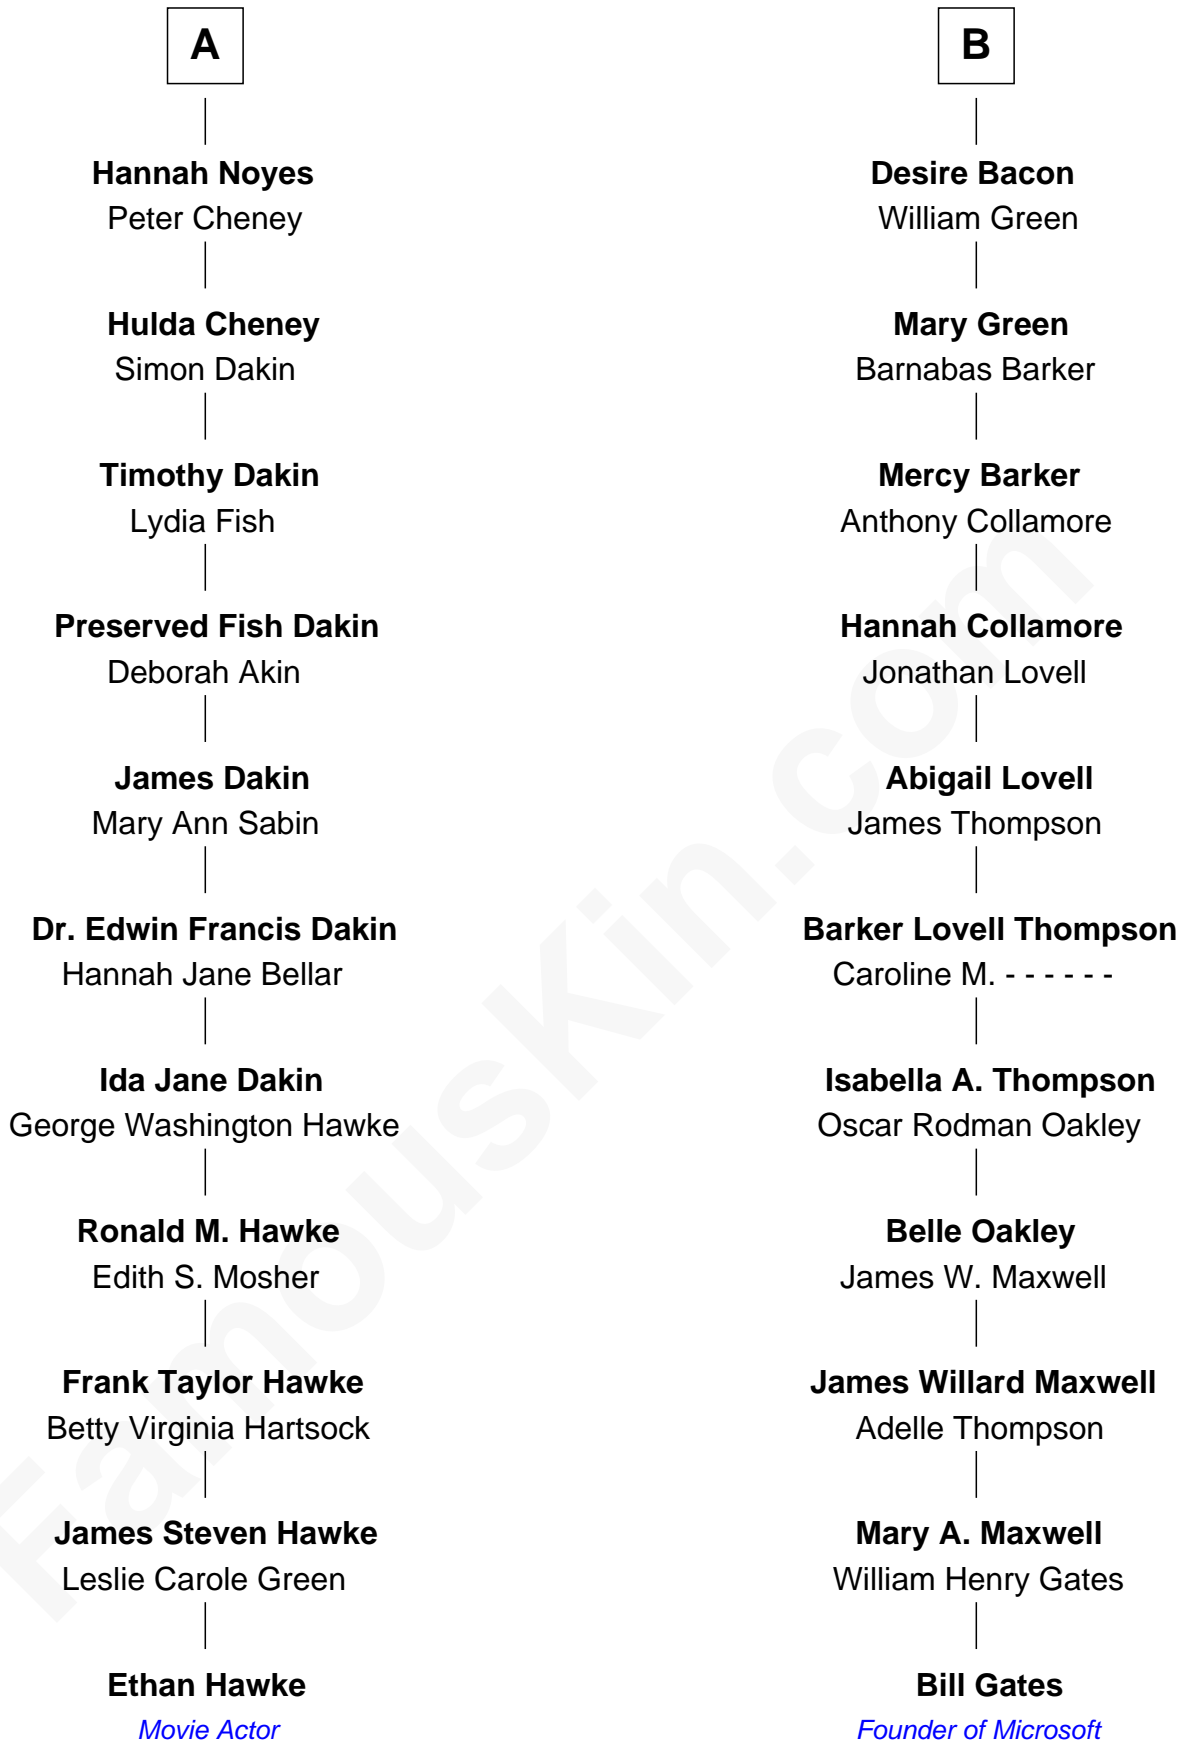 A
Hannah Noyes
Peter Cheney
Hulda Cheney
Simon Dakin
Timothy Dakin
Lydia Fish
Preserved Fish Dakin
Deborah Akin
James Dakin
Mary Ann Sabin
Dr. Edwin Francis Dakin
Hannah Jane Bellar
Ida Jane Dakin
George Washington Hawke
Ronald M. Hawke
Edith S. Mosher
Frank Taylor Hawke
Betty Virginia Hartsock
James Steven Hawke
Leslie Carole Green
Ethan Hawke
Movie Actor
B
Desire Bacon
William Green
Mary Green
Barnabas Barker
Mercy Barker
Anthony Collamore
Hannah Collamore
Jonathan Lovell
Abigail Lovell
James Thompson
Barker Lovell Thompson
Caroline M. - - - - - -
Isabella A. Thompson
Oscar Rodman Oakley
Belle Oakley
James W. Maxwell
James Willard Maxwell
Adelle Thompson
Mary A. Maxwell
William Henry Gates
Bill Gates
Founder of Microsoft
FamousKin.com